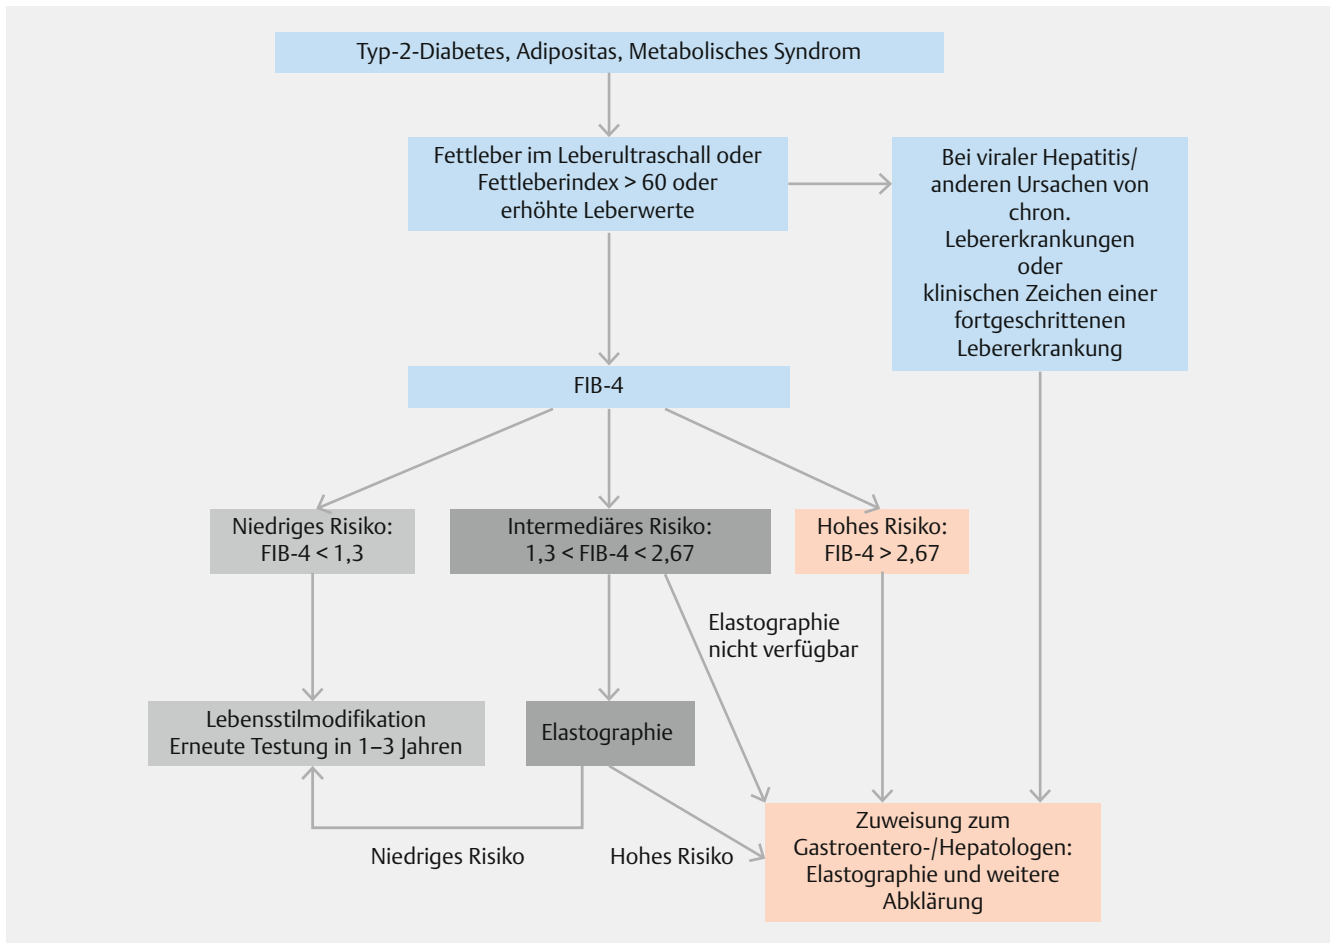 Typ-2-Diabetes, Adipositas, Metabolisches Syndrom
Fettleber im Leberultraschall oder
Fettleberindex > 60 oder
erhöhte Leberwerte
Bei viraler Hepatitis/
anderen Ursachen von
chron.
Lebererkrankungen
oder
klinischen Zeichen einer
fortgeschrittenen
Lebererkrankung
FIB-4
Niedriges Risiko:
FIB-4 < 1,3
Intermediäres Risiko:
1,3 < FIB-4 < 2,67
Hohes Risiko:
FIB-4 > 2,67
Elastographie
nicht verfügbar
Lebensstilmodifikation
Erneute Testung in 1–3 Jahren
Elastographie
Niedriges Risiko
Hohes Risiko
Zuweisung zum
Gastroentero-/Hepatologen:
Elastographie und weitere
Abklärung